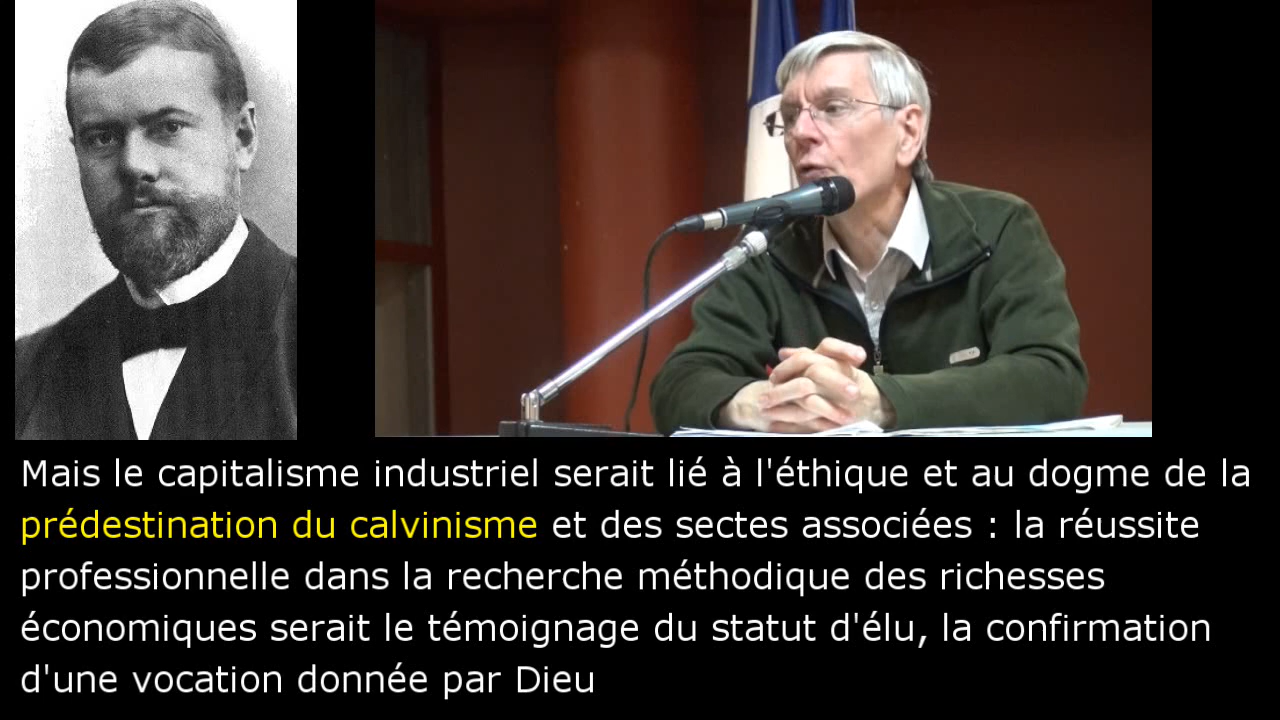 Mais le capitalisme industriel serait lié à l'éthique et au dogme de la
prédestination du calvinisme et des sectes associées : la réussite
professionnelle dans la recherche méthodique des richesses
économiques serait le témoignage du statut d'élu, la confirmation
d'une vocation donnée par Dieu